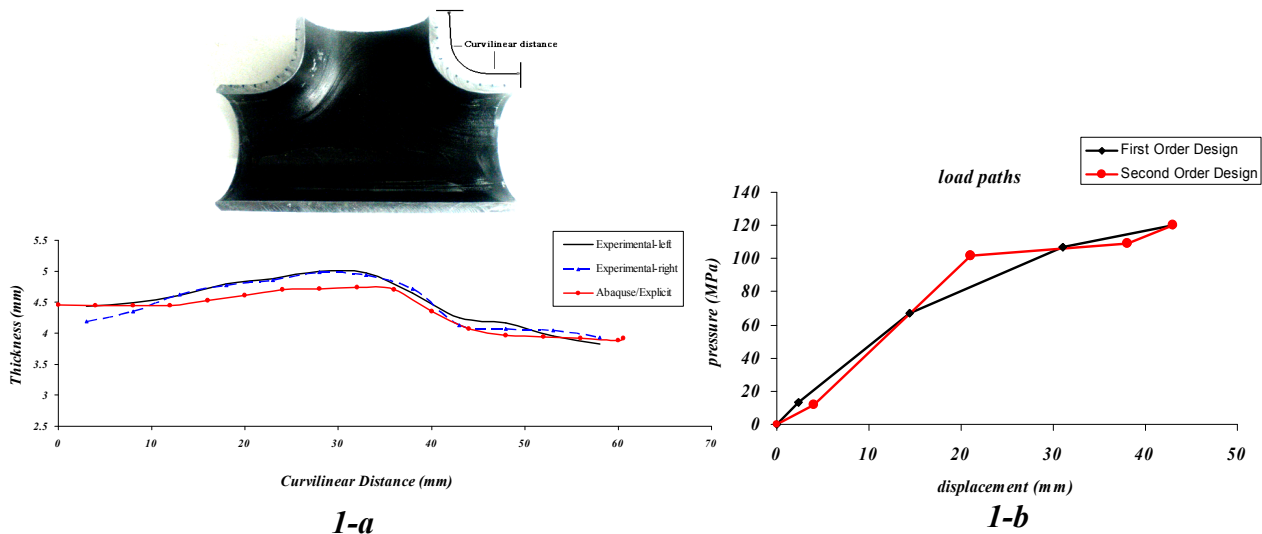 Curvilinear distance
5.5
5
4.5
4
3.5
3
2.5
Thickness (mm)
0 10 20 30 40 50 60 70
Curvilinear Distance (mm)
Experimental-left
Experimental-right
Abaquse/Explicit
1-a
First Order Design
Second Order Design
load paths
140
120
100
80
60
40
20
0
pressure (MPa)
0 10 20 30 40 50
displacement (mm)
1-b